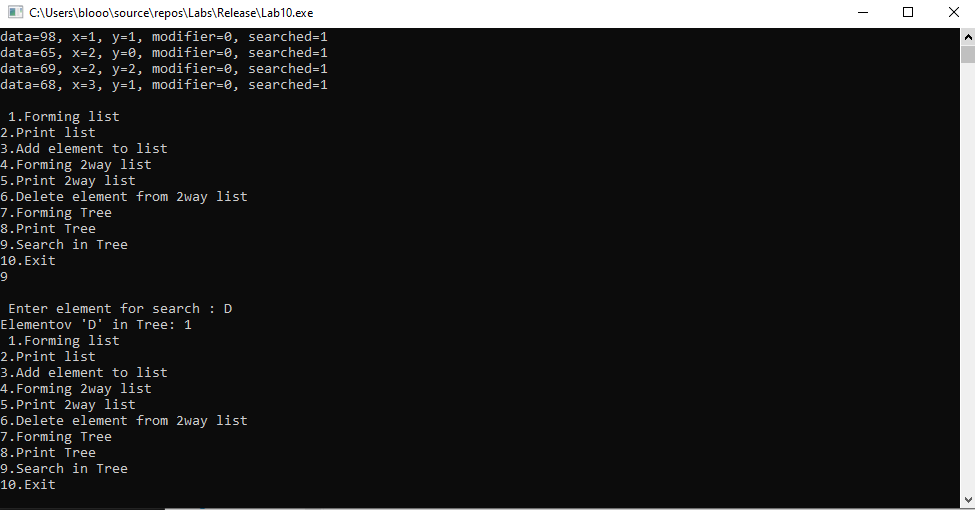 C:\Users\blooo\source\repos\Labs\Release\Lab10.exe
data=98, x=1, y=1, modifier=0, searched=1
data=65, x=2, y=0, modifier=0, searched=1
data=69, x=2, y=2, modifier=0, searched=1
data=68, x=3, y=1, modifier=0, searched=1
1.Forming list
2.Print list
3.Add element to list
4.Forming 2way list
5.Print 2way list
6.Delete element from 2way list
7.Forming Tree
8.Print Tree
9.Search in Tree
10.Exit
9
Enter element for search : D
Elementov 'D' in Tree: 1
1.Forming list
2.Print list
3.Add element to list
4.Forming 2way list
5.Print 2way list
6.Delete element from 2way list
7.Forming Tree
8.Print Tree
9.Search in Tree
10.Exit